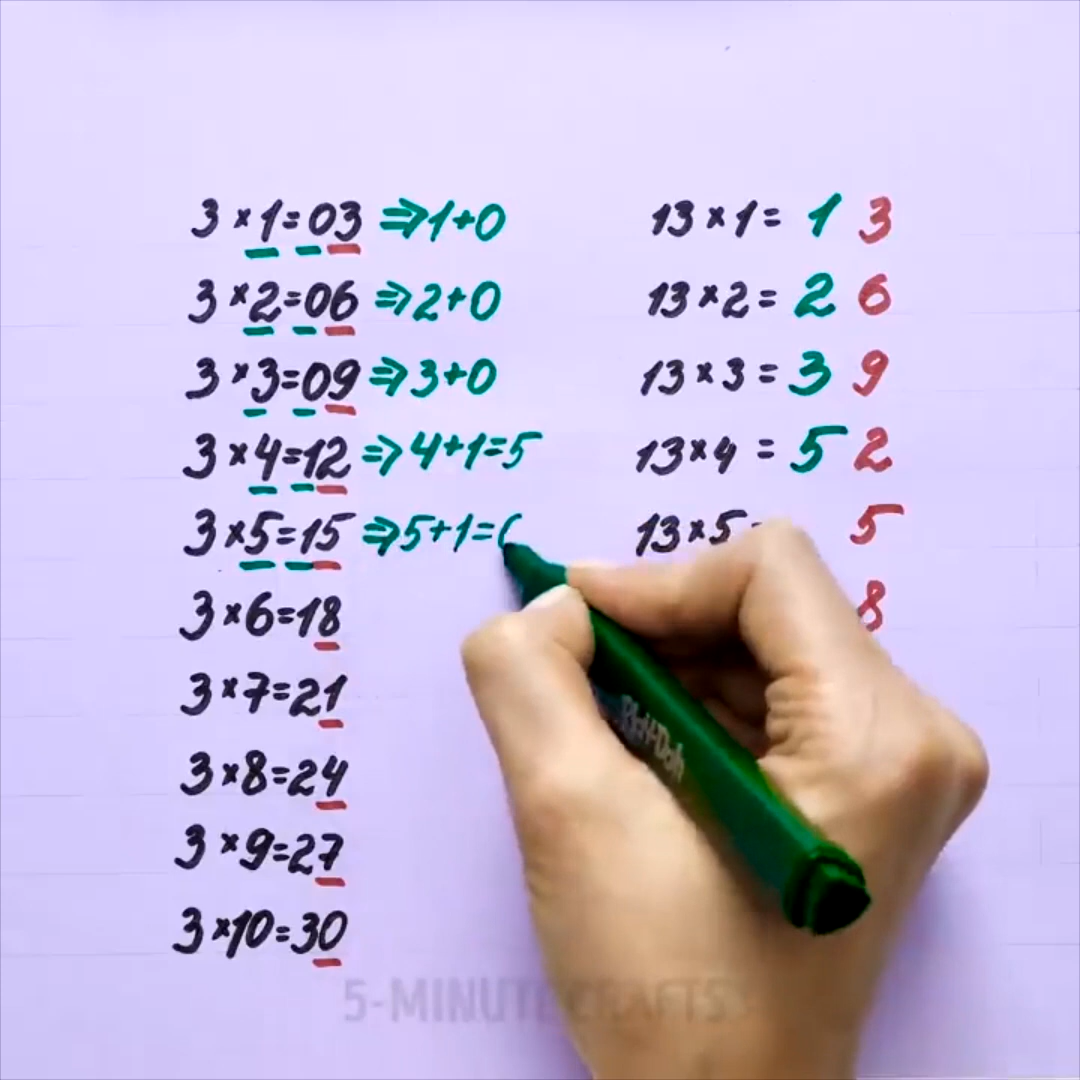 3×1=03 ⇒1+0 13×1= 1 3
3×2=06 ⇒2+0 13×2= 2 6
3×3=09 ⇒3+0 13×3= 3 9
3×4=12 ⇒4+1=5 13×4 = 5 2
3×5=15 ⇒5+1= 13×5= 5
3×6=18 8
3×7=21
3×8=24
3×9=27
3×10=30
5-MINUTE CRAFTS